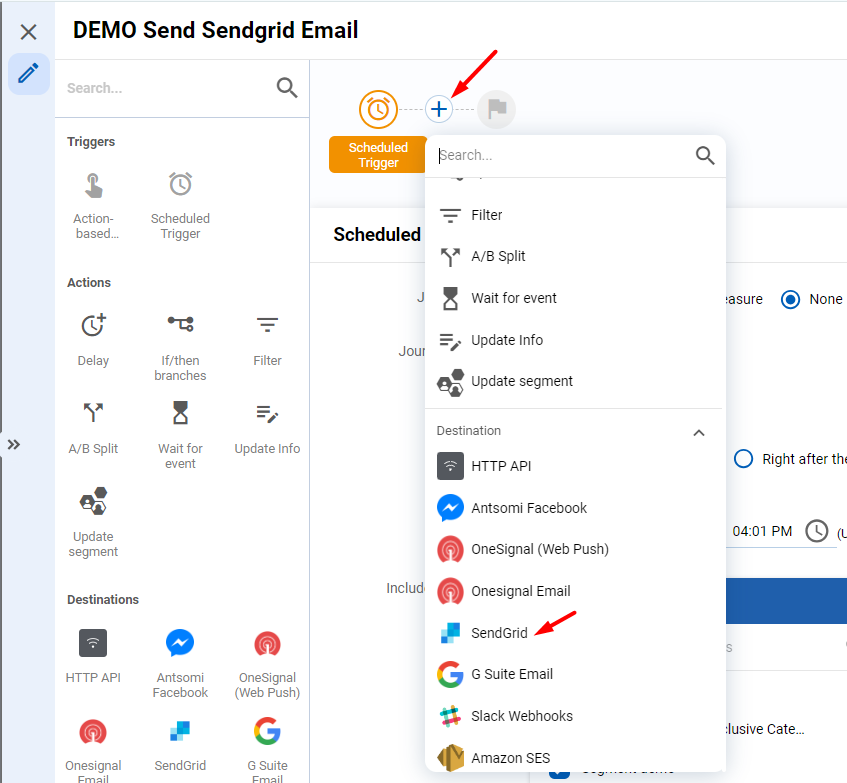 DEMO Send Sendgrid Email
Search...
Triggers
Action-
based...
Scheduled
Trigger
Actions
Delay
If/then
branches
Filter
A/B Split
Wait for
event
Update Info
Update
segment
Destinations
HTTP API
Antsomi
Facebook
OneSignal
(Web Push)
Onesignal
Email
SendGrid
G Suite
Email
Scheduled
Trigger
Search...
Filter
A/B Split
Wait for event
Update Info
Update segment
Destination
HTTP API
Antsomi Facebook
OneSignal (Web Push)
Onesignal Email
SendGrid
G Suite Email
Slack Webhooks
Amazon SES
Scheduled
J
easure
None
Jour
Right after the
04:01 PM
(U
Includ
s
clusive Cate...
Segment demo